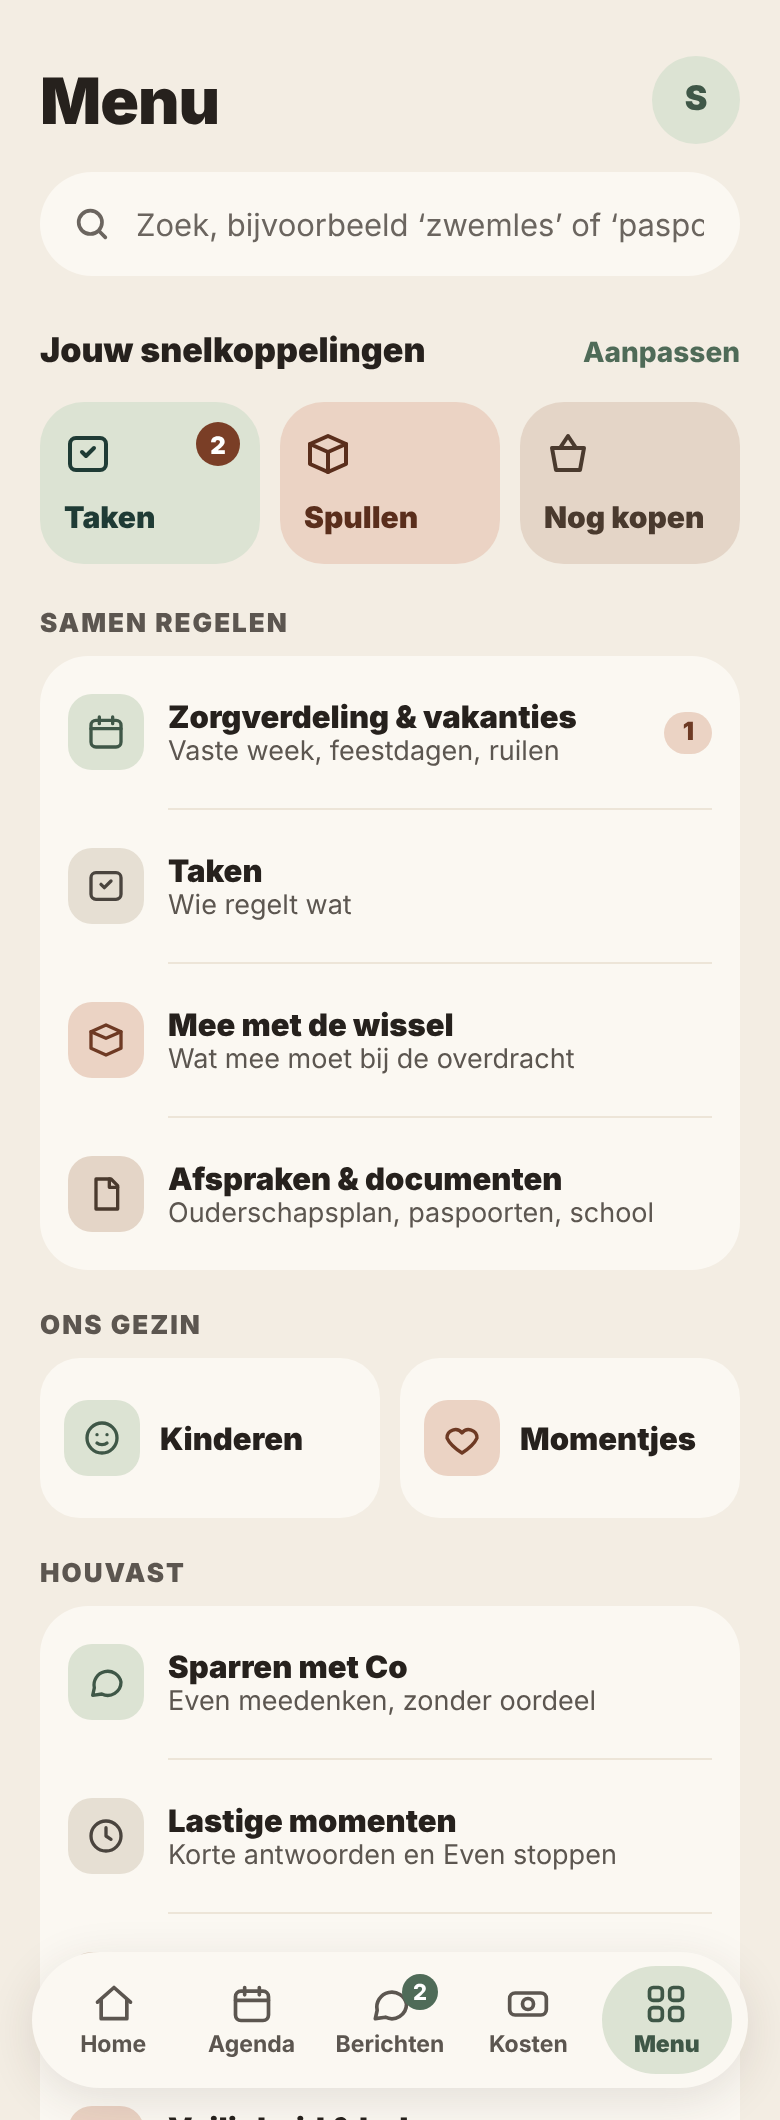 Menu
S
Zoek, bijvoorbeeld ‘zwemles’ of ‘paspo
Jouw snelkoppelingen
Aanpassen
2
Taken
Spullen
Nog kopen
SAMEN REGELEN
Zorgverdeling & vakanties
Vaste week, feestdagen, ruilen
1
Taken
Wie regelt wat
Mee met de wissel
Wat mee moet bij de overdracht
Afspraken & documenten
Ouderschapsplan, paspoorten, school
ONS GEZIN
Kinderen
Momentjes
HOUVAST
Sparren met Co
Even meedenken, zonder oordeel
Lastige momenten
Korte antwoorden en Even stoppen
2
Home
Agenda
Berichten
Kosten
Menu